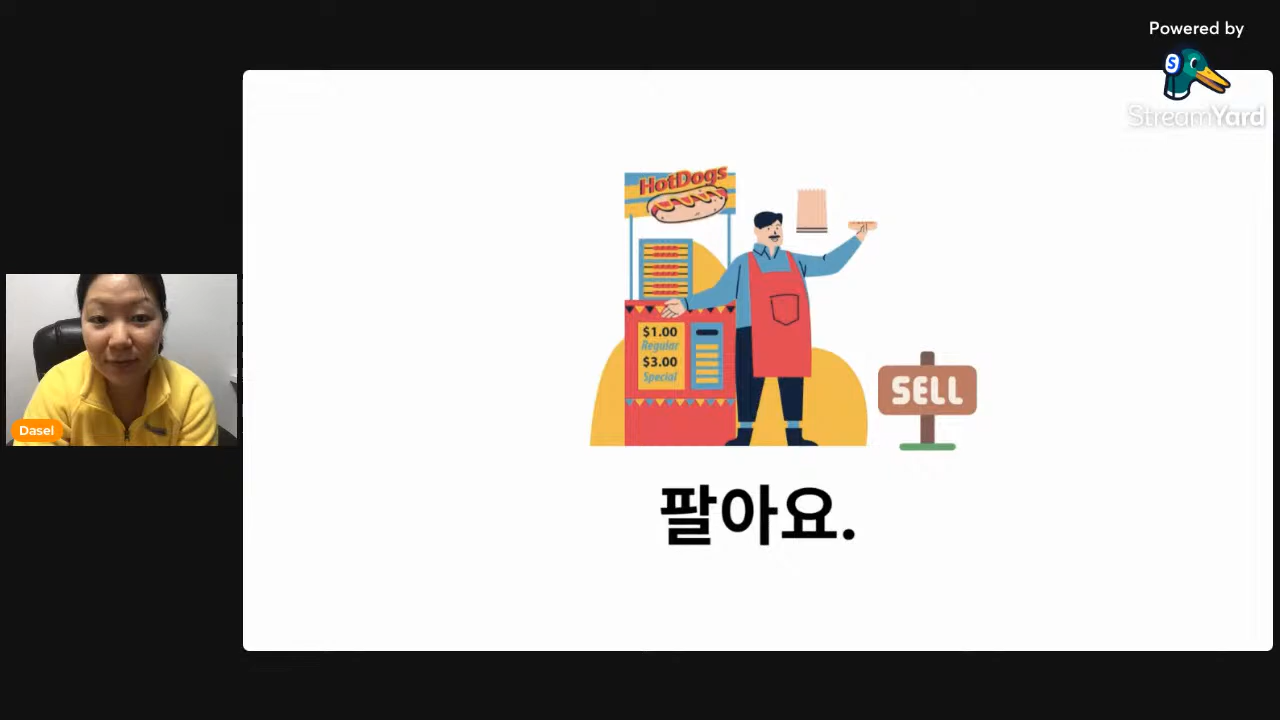 Powered by
StreamYard
HotDogs
$1.00
Regular
$3.00
Special
SELL
Dasel
팔아요.